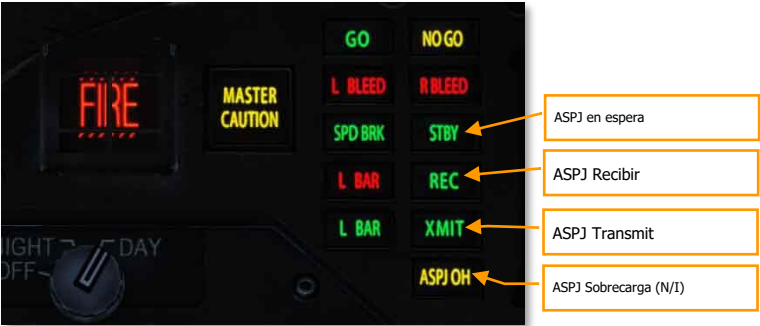 GO
NO GO
FIRE
MASTER
CAUTION
L BLEED
R BLEED
SPD BRK
STBY
L BAR
REC
L BAR
XMIT
ASPJ OH
NIGHT
DAY
OFF
ASPJ en espera
ASPJ Recibir
ASPJ Transmit
ASPJ Sobrecarga (N/I)